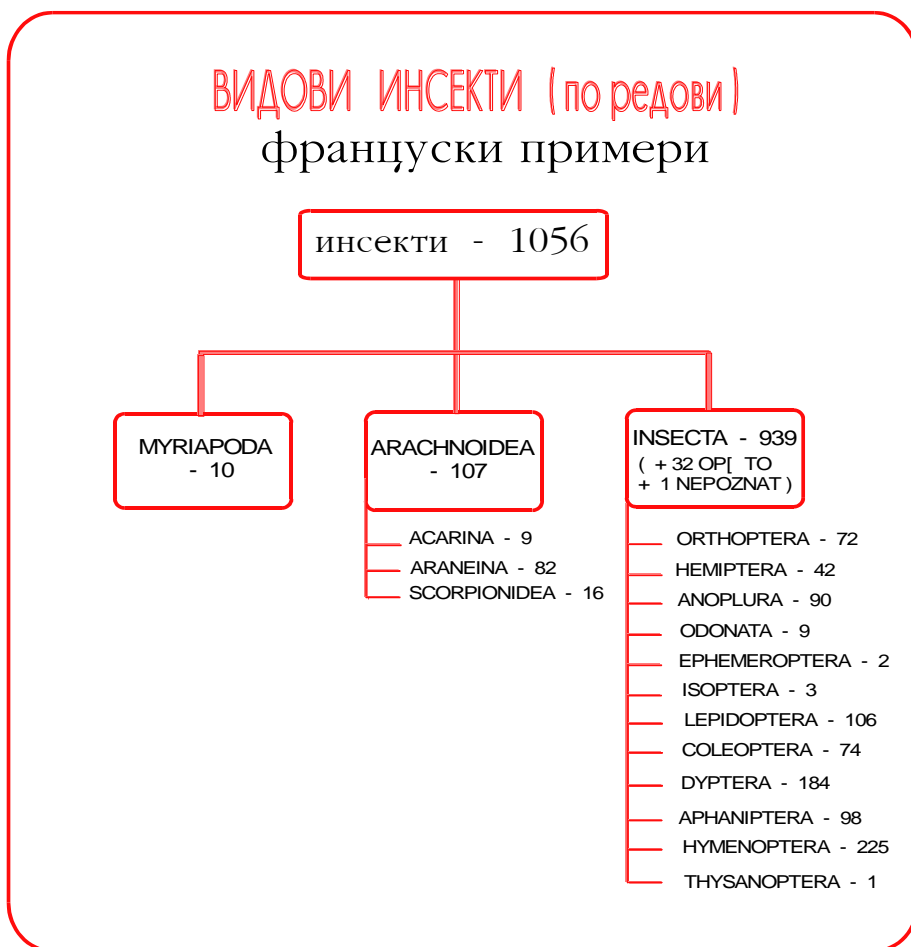 ВИДОВИ ИНСЕКТИ (по редови)
француски примери
инсекти - 1056
MYRIAPODA
- 10
ARACHNOIDEA
- 107
ACARINA - 9
ARANEINA - 82
SCORPIONIDEA - 16
INSECTA - 939
( + 32 OP[ TO
+ 1 NEPOZNAT )
ORTHOPTERA - 72
HEMIPTERA - 42
ANOPLURA - 90
ODONATA - 9
EPHEMEROPTERA - 2
ISOPTERA - 3
LEPIDOPTERA - 106
COLEOPTERA - 74
DYPTERA - 184
APHANIPTERA - 98
HYMENOPTERA - 225
THYSANOPTERA - 1